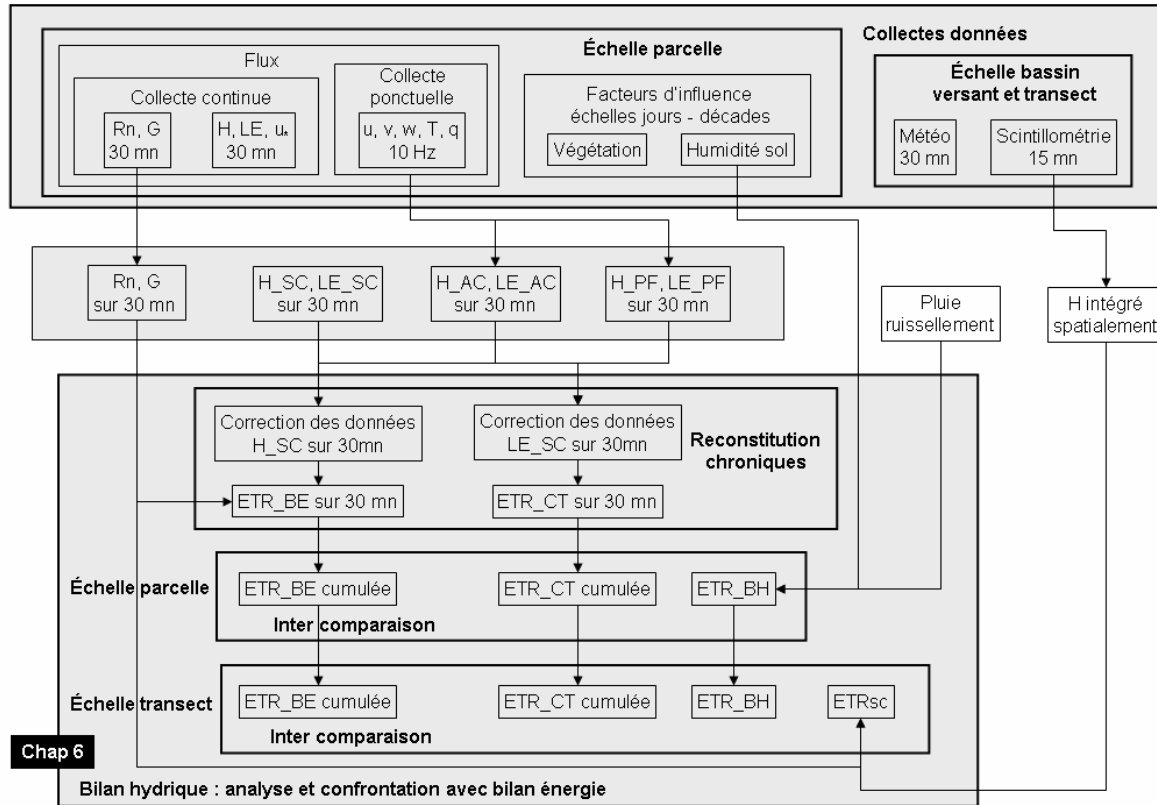 Collectes données
Échelle parcelle
Flux
Collecte continue
Rn, G
30 mn
H, LE, u*
30 mn
Collecte
ponctuelle
u, v, w, T, q
10 Hz
Facteurs d'influence
échelles jours - décades
Végétation
Humidité sol
Échelle bassin
versant et transect
Météo
30 mn
Scintillométrie
15 mn
Rn, G
sur 30 mn
H_SC, LE_SC
sur 30 mn
H_AC, LE_AC
sur 30 mn
H_PF, LE_PF
sur 30 mn
Pluie
ruissellement
H intégré
spatialement
Correction des données
H_SC sur 30mn
Correction des données
LE_SC sur 30mn
Reconstitution
chroniques
ETR_BE sur 30 mn
ETR_CT sur 30 mn
Échelle parcelle
ETR_BE cumulée
ETR_CT cumulée
ETR_BH
Inter comparaison
Échelle transect
ETR_BE cumulée
ETR_CT cumulée
ETR_BH
ETRsc
Inter comparaison
Chap 6
Bilan hydrique : analyse et confrontation avec bilan énergie